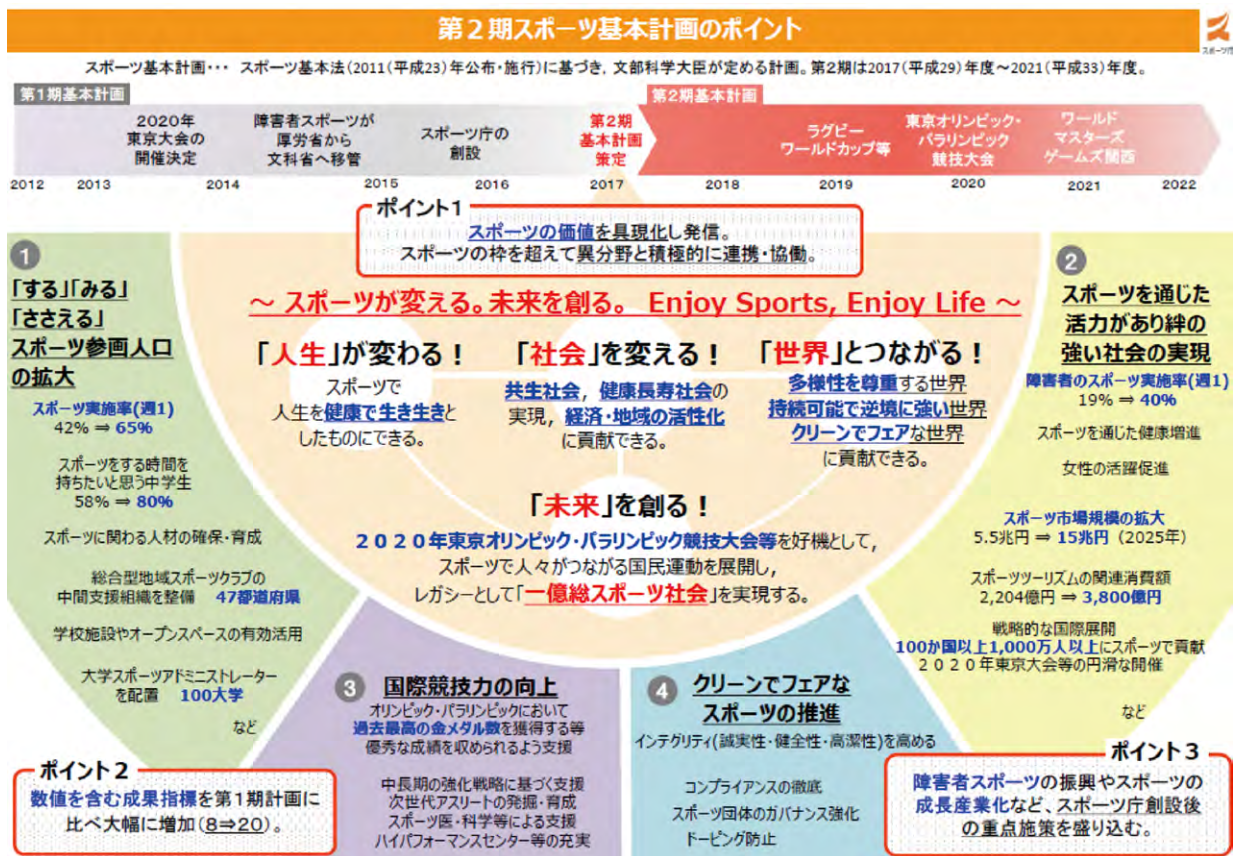 第２期スポーツ基本計画のポイント
スポーツ庁
スポーツ基本計画・・・ スポーツ基本法（2011（平成23）年公布・施行）に基づき，文部科学大臣が定める計画。第２期は2017（平成29）年度～2021（平成33）年度。
第1期基本計画
第2期基本計画
2020年
東京大会の
開催決定
障害者スポーツが
厚労省から
文科省へ移管
スポーツ庁の
創設
第2期
基本計画
策定
ラグビー
ワールドカップ等
東京オリンピック・
パラリンピック
競技大会
ワールド
マスターズ
ゲームズ関西
2012 2013 2014 2015 2016 2017 2018 2019 2020 2021 2022
ポイント1
スポーツの価値を具現化し発信。
スポーツの枠を超えて異分野と積極的に連携・協働。
～ スポーツが変える。未来を創る。 Enjoy Sports, Enjoy Life ～
「人生」が変わる！
スポーツで
人生を健康で生き生きと
したものにできる。
「社会」を変える！
共生社会，健康長寿社会の
実現，経済・地域の活性化
に貢献できる。
「世界」とつながる！
多様性を尊重する世界
持続可能で逆境に強い世界
クリーンでフェアな世界
に貢献できる。
「未来」を創る！
２０２０年東京オリンピック・パラリンピック競技大会等を好機として，
スポーツで人々がつながる国民運動を展開し，
レガシーとして「一億総スポーツ社会」を実現する。
1
「する」「みる」
「ささえる」
スポーツ参画人口
の拡大
スポーツ実施率(週1)
42% ⇒ 65%
スポーツをする時間を
持ちたいと思う中学生
58% ⇒ 80%
スポーツに関わる人材の確保・育成
総合型地域スポーツクラブの
中間支援組織を整備 47都道府県
学校施設やオープンスペースの有効活用
大学スポーツアドミニストレーター
を配置 100大学
など
2
スポーツを通じた
活力があり絆の
強い社会の実現
障害者のスポーツ実施率(週1)
19% ⇒ 40%
スポーツを通じた健康増進
女性の活躍促進
スポーツ市場規模の拡大
5.5兆円 ⇒ 15兆円（2025年）
スポーツツーリズムの関連消費額
2,204億円 ⇒ 3,800億円
戦略的な国際展開
100か国以上1,000万人以上にスポーツで貢献
２０２０年東京大会等の円滑な開催
など
3
国際競技力の向上
オリンピック・パラリンピックにおいて
過去最高の金メダル数を獲得する等
優秀な成績を収められるよう支援
中長期の強化戦略に基づく支援
次世代アスリートの発掘・育成
スポーツ医・科学等による支援
ハイパフォーマンスセンター等の充実
4
クリーンでフェアな
スポーツの推進
インテグリティ(誠実性・健全性・高潔性)を高める
コンプライアンスの徹底
スポーツ団体のガバナンス強化
ドーピング防止
ポイント２
数値を含む成果指標を第１期計画に
比べ大幅に増加（8⇒20）。
ポイント３
障害者スポーツの振興やスポーツの
成長産業化など、スポーツ庁創設後
の重点施策を盛り込む。